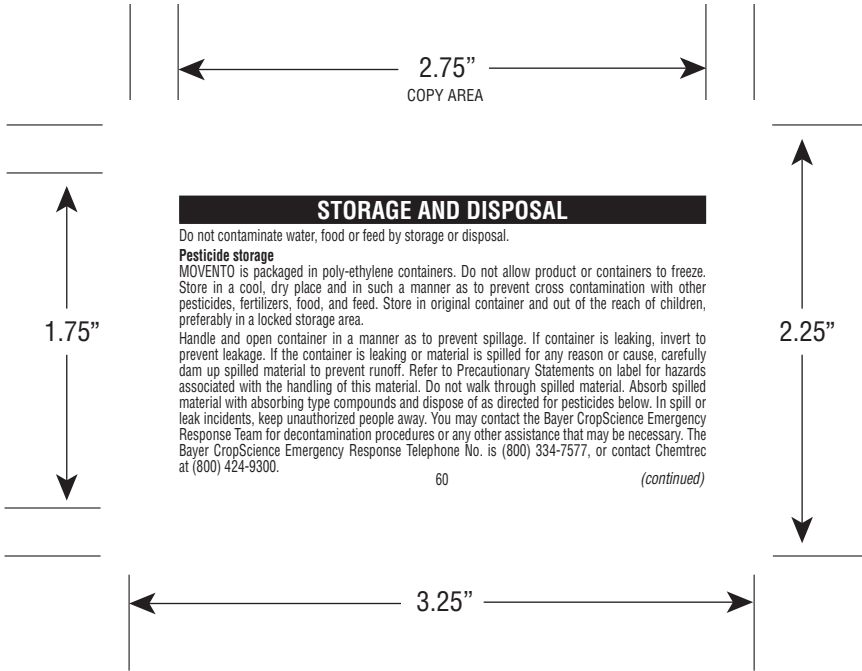 2.75”
COPY AREA
STORAGE AND DISPOSAL
Do not contaminate water, food or feed by storage or disposal.
Pesticide storage
MOVENTO is packaged in poly-ethylene containers. Do not allow product or containers to freeze.
Store in a cool, dry place and in such a manner as to prevent cross contamination with other
pesticides, fertilizers, food, and feed. Store in original container and out of the reach of children,
preferably in a locked storage area.
Handle and open container in a manner as to prevent spillage. If container is leaking, invert to
prevent leakage. If the container is leaking or material is spilled for any reason or cause, carefully
dam up spilled material to prevent runoff. Refer to Precautionary Statements on label for hazards
associated with the handling of this material. Do not walk through spilled material. Absorb spilled
material with absorbing type compounds and dispose of as directed for pesticides below. In spill or
leak incidents, keep unauthorized people away. You may contact the Bayer CropScience Emergency
Response Team for decontamination procedures or any other assistance that may be necessary. The
Bayer CropScience Emergency Response Telephone No. is (800) 334-7577, or contact Chemtrec
at (800) 424-9300.
60 (continued)
1.75”
2.25”
3.25”